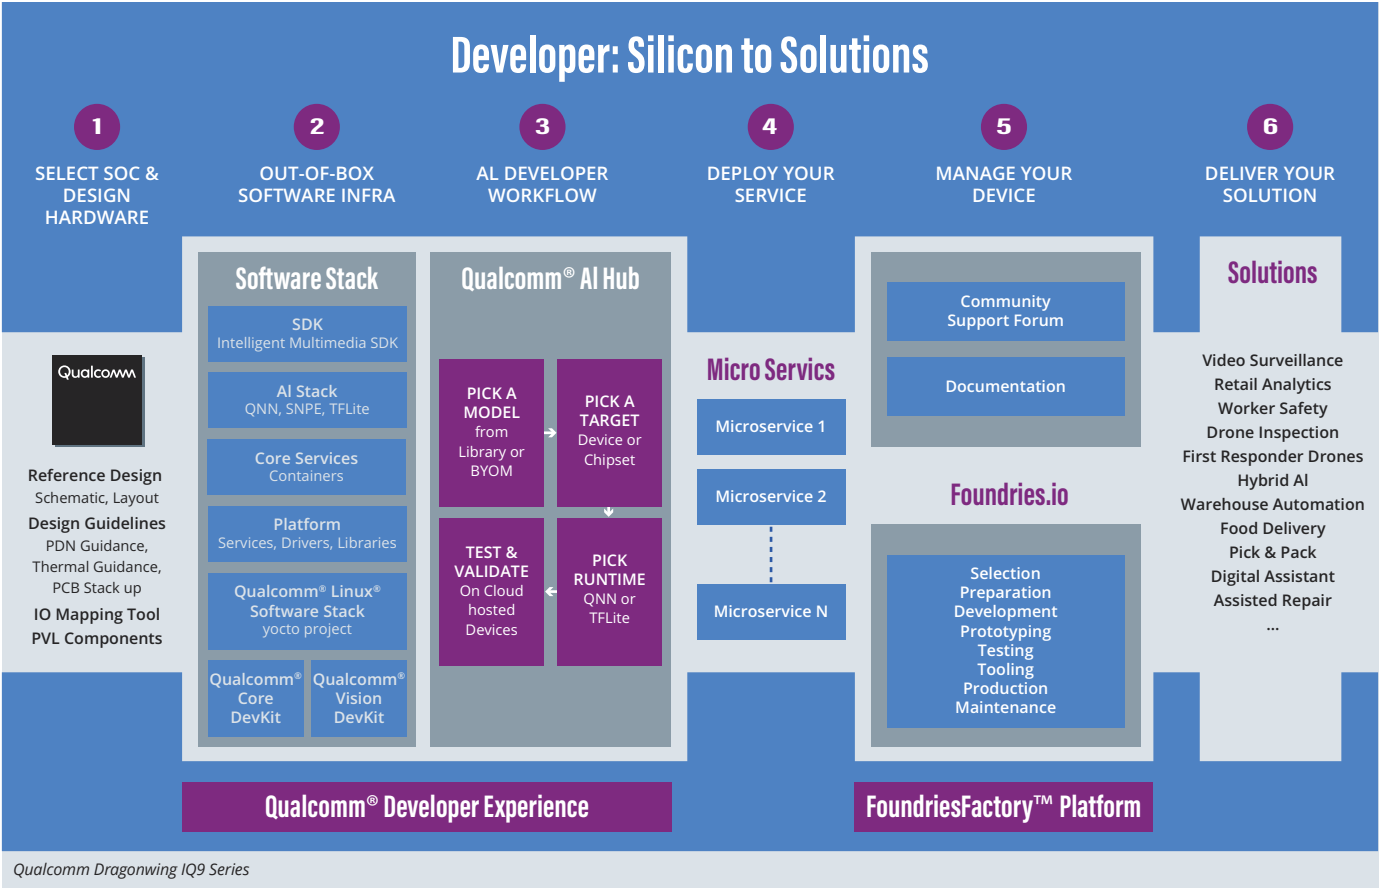 Developer: Silicon to Solutions
1
SELECT SOC &
DESIGN
HARDWARE
2
OUT-OF-BOX
SOFTWARE INFRA
3
AL DEVELOPER
WORKFLOW
4
DEPLOY YOUR
SERVICE
5
MANAGE YOUR
DEVICE
6
DELIVER YOUR
SOLUTION
Qualcomm
Reference Design
Schematic, Layout
Design Guidelines
PDN Guidance,
Thermal Guidance,
PCB Stack up
IO Mapping Tool
PVL Components
Software Stack
SDK
Intelligent Multimedia SDK
Al Stack
QNN, SNPE, TFLite
Core Services
Containers
Platform
Services, Drivers, Libraries
Qualcomm® Linux®
Software Stack
yocto project
Qualcomm®
Core
DevKit
Qualcomm®
Vision
DevKit
Qualcomm® Al Hub
PICK A
MODEL
from
Library or
BYOM
PICK A
TARGET
Device or
Chipset
TEST &
VALIDATE
On Cloud
hosted
Devices
PICK
RUNTIME
QNN or
TFLite
Micro Servics
Microservice 1
Microservice 2
Microservice N
Community
Support Forum
Documentation
Foundries.io
Selection
Preparation
Development
Prototyping
Testing
Tooling
Production
Maintenance
Solutions
Video Surveillance
Retail Analytics
Worker Safety
Drone Inspection
First Responder Drones
Hybrid Al
Warehouse Automation
Food Delivery
Pick & Pack
Digital Assistant
Assisted Repair
...
Qualcomm® Developer Experience
FoundriesFactory™ Platform
Qualcomm Dragonwing IQ9 Series